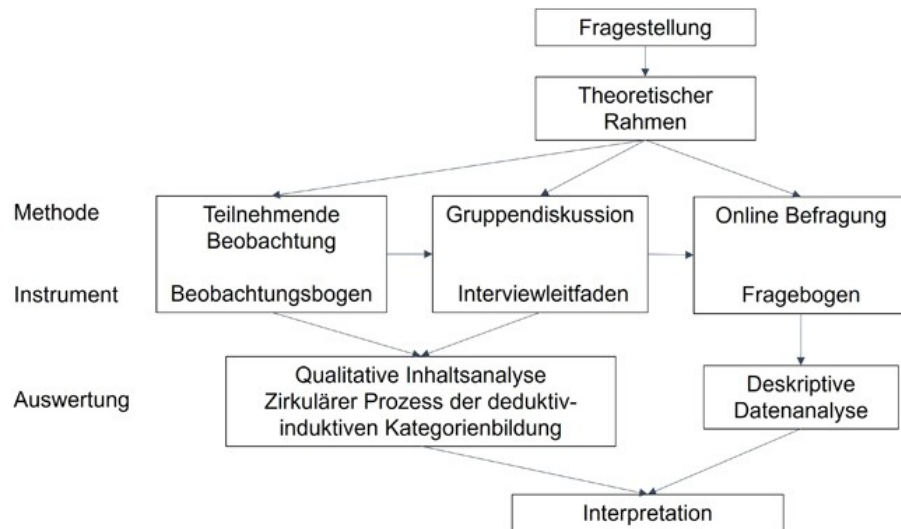 Fragestellung
Theoretischer
Rahmen
Methode
Teilnehmende
Beobachtung
Gruppendiskussion
Online Befragung
Instrument
Beobachtungsbogen
Interviewleitfaden
Fragebogen
Auswertung
Qualitative Inhaltsanalyse
Zirkulärer Prozess der deduktiv-
induktiven Kategorienbildung
Deskriptive
Datenanalyse
Interpretation